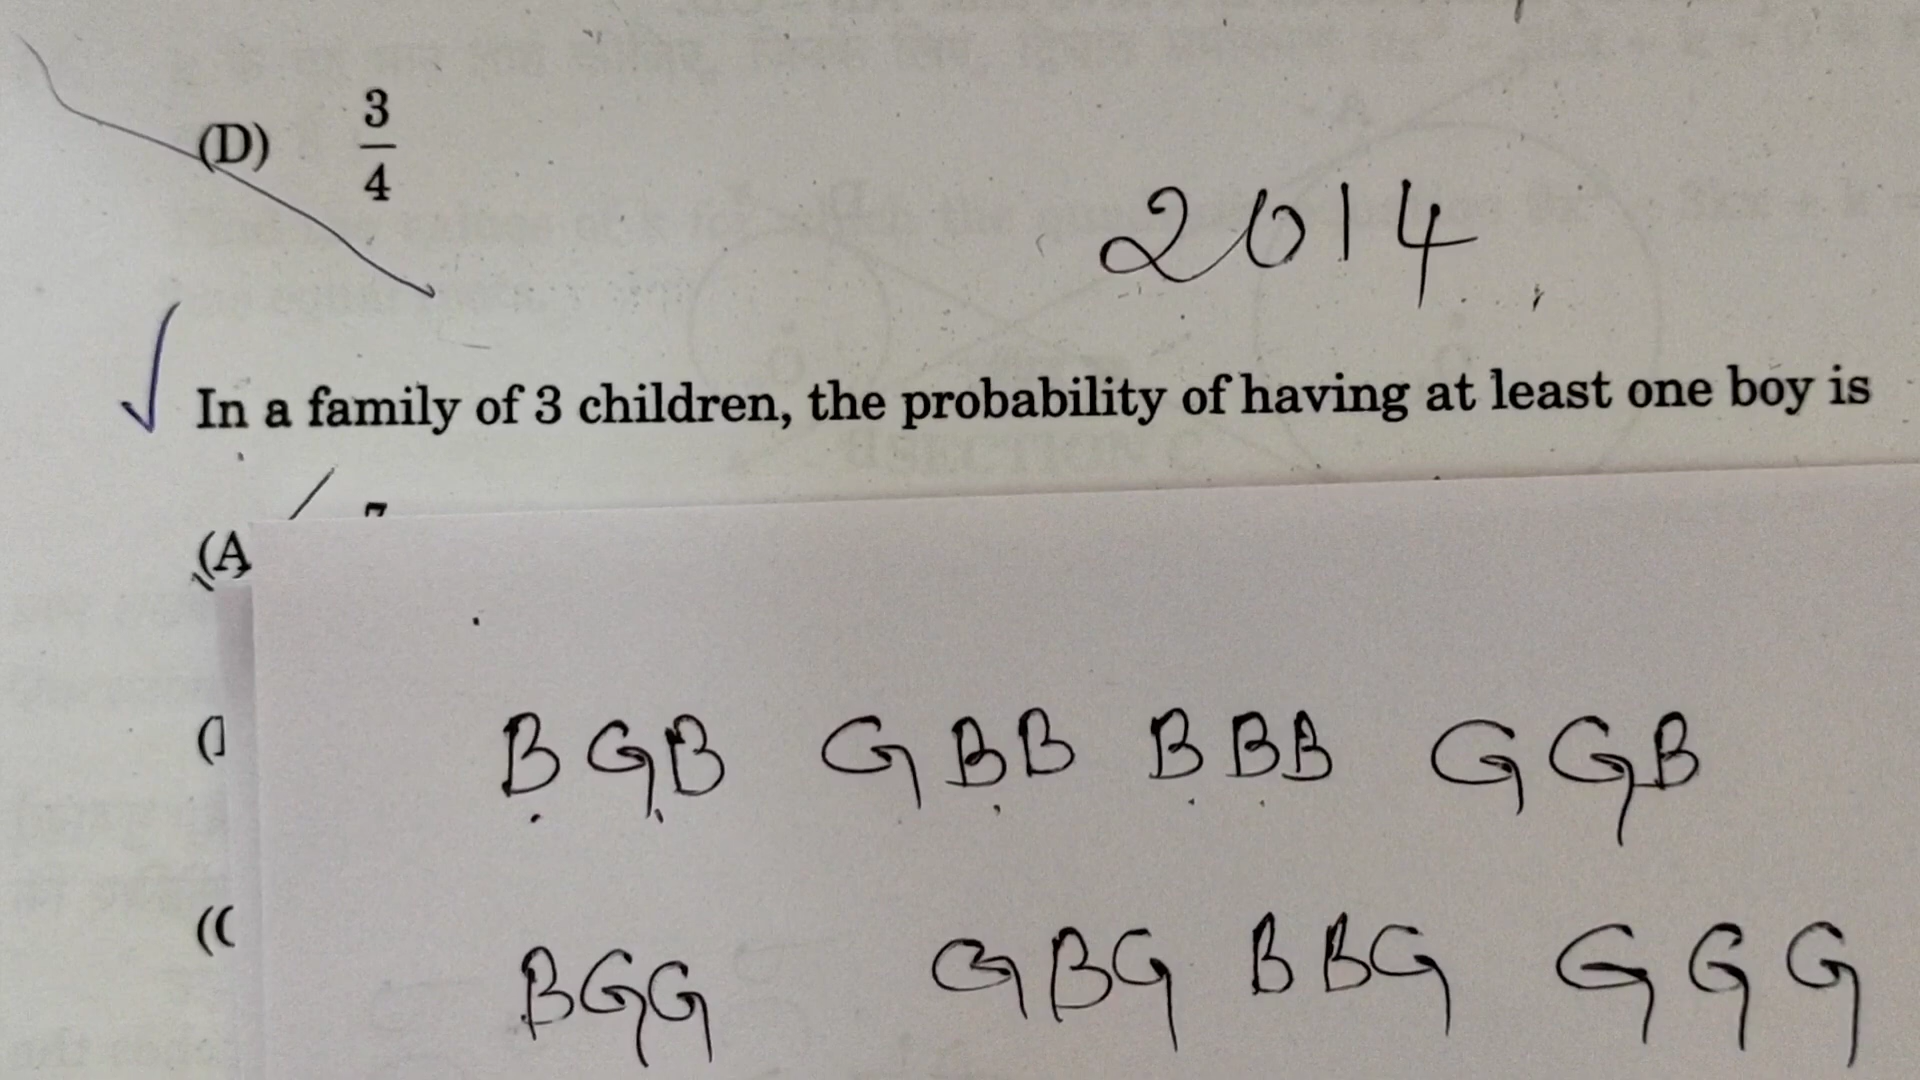 (D) 3/4
2014
In a family of 3 children, the probability of having at least one boy is
(A
BGB GBB BBB GGB
((
BGG GBG BBG GGG